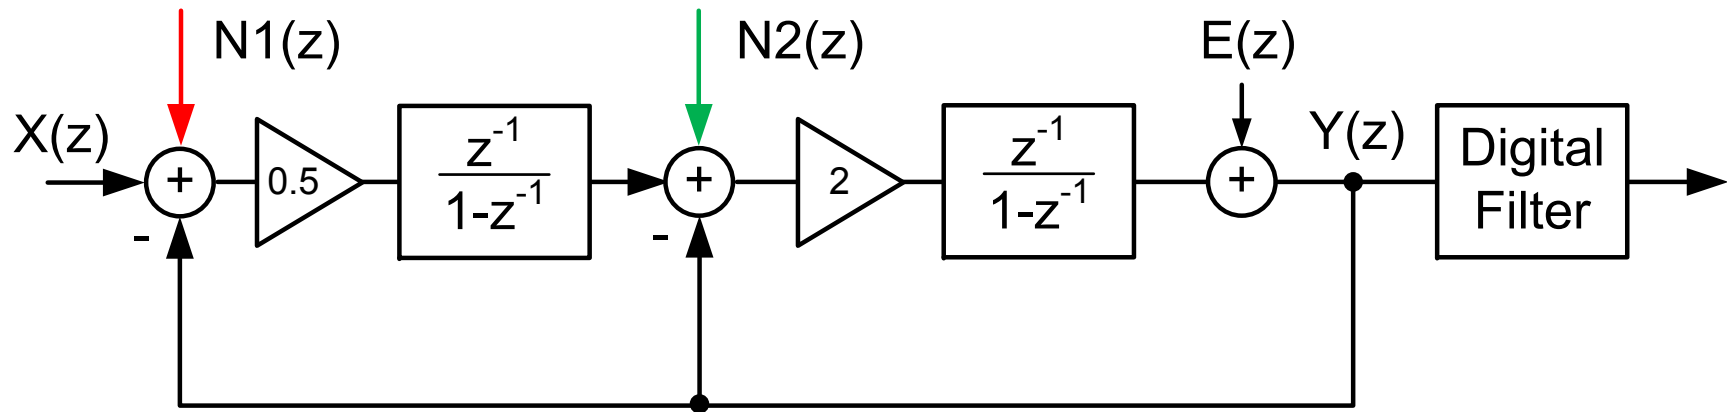 N1(z)
N2(z)
E(z)
X(z)
+
-
0.5
z^-1
1-z^-1
+
-
2
z^-1
1-z^-1
+
Y(z)
Digital
Filter